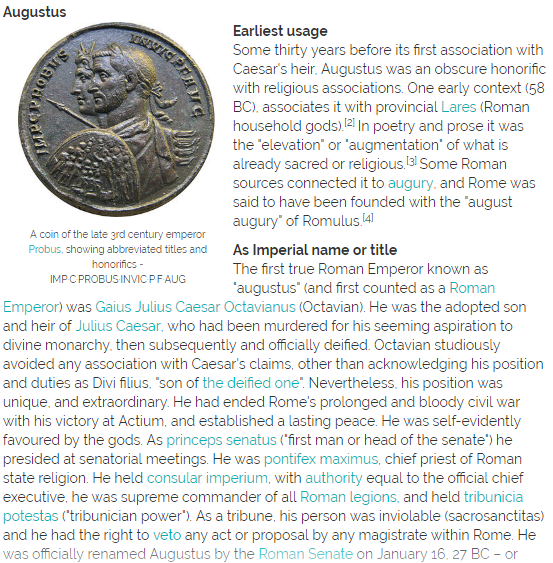 Augustus
IMP C PROBUS INVIC P F AUG
A coin of the late 3rd century emperor
Probus, showing abbreviated titles and
honorifics -
IMP C PROBUS INVIC P F AUG
Earliest usage
Some thirty years before its first association with
Caesar's heir, Augustus was an obscure honorific
with religious associations. One early context (58
BC), associates it with provincial Lares (Roman
household gods).[2] In poetry and prose it was
the "elevation" or "augmentation" of what is
already sacred or religious.[3] Some Roman
sources connected it to augury, and Rome was
said to have been founded with the "august
augury" of Romulus.[4]
As Imperial name or title
The first true Roman Emperor known as
"augustus" (and first counted as a Roman
Emperor) was Gaius Julius Caesar Octavianus (Octavian). He was the adopted son
and heir of Julius Caesar, who had been murdered for his seeming aspiration to
divine monarchy, then subsequently and officially deified. Octavian studiously
avoided any association with Caesar's claims, other than acknowledging his position
and duties as Divi filius, "son of the deified one". Nevertheless, his position was
unique, and extraordinary. He had ended Rome's prolonged and bloody civil war
with his victory at Actium, and established a lasting peace. He was self-evidently
favoured by the gods. As princeps senatus ("first man or head of the senate") he
presided at senatorial meetings. He was pontifex maximus, chief priest of Roman
state religion. He held consular imperium, with authority equal to the official chief
executive, he was supreme commander of all Roman legions, and held tribunicia
potestas ("tribunician power"). As a tribune, his person was inviolable (sacrosanctitas)
and he had the right to veto any act or proposal by any magistrate within Rome. He
was officially renamed Augustus by the Roman Senate on January 16, 27 BC – or